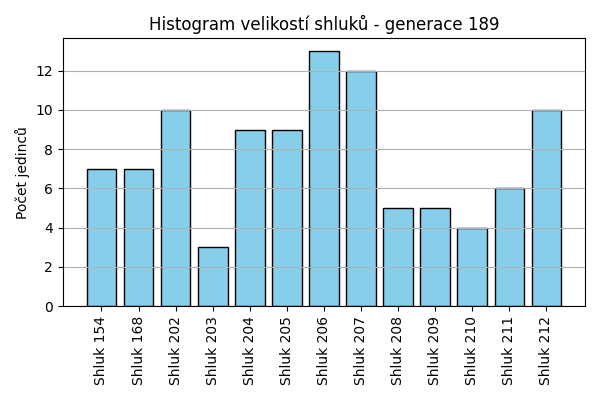 Histogram velikostí shluků - generace 189
Počet jedinců
12
10
8
6
4
2
0
Shluk 154
Shluk 168
Shluk 202
Shluk 203
Shluk 204
Shluk 205
Shluk 206
Shluk 207
Shluk 208
Shluk 209
Shluk 210
Shluk 211
Shluk 212